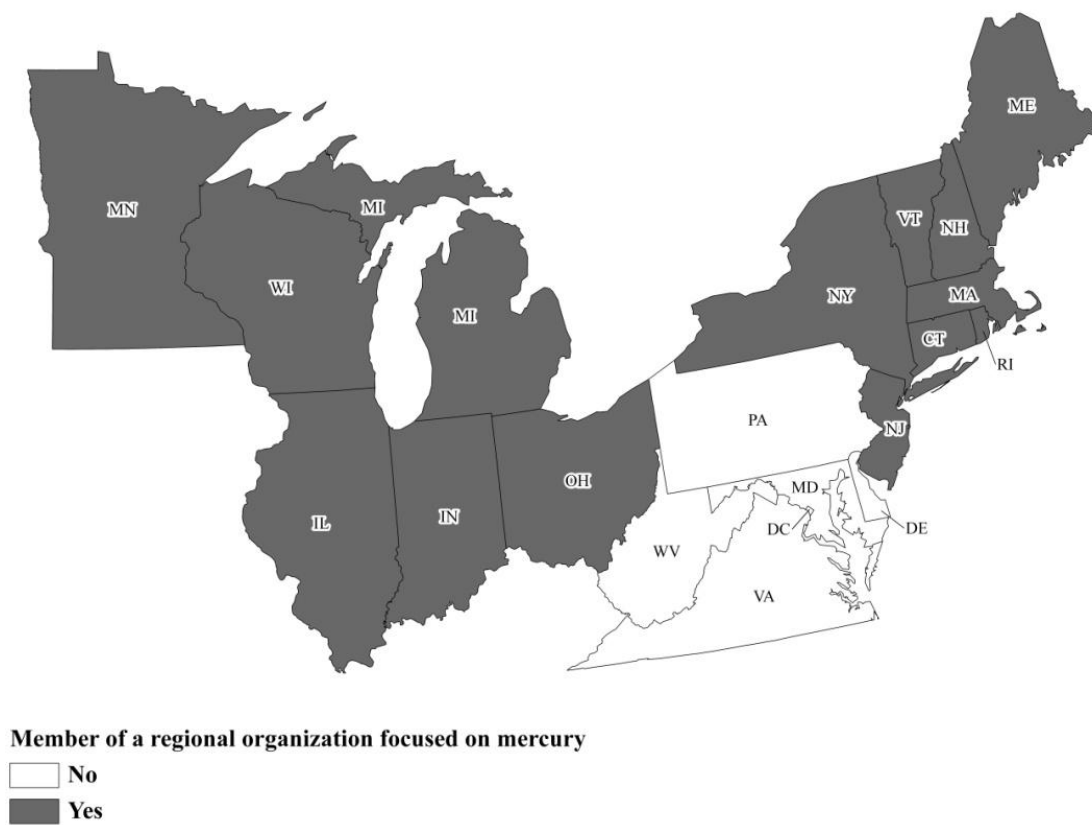 ME
MN
MI
VT
NH
WI
NY
MA
MI
CT
RI
PA
NJ
OH
MD
IL
IN
DC
DE
WV
VA
Member of a regional organization focused on mercury
No
Yes